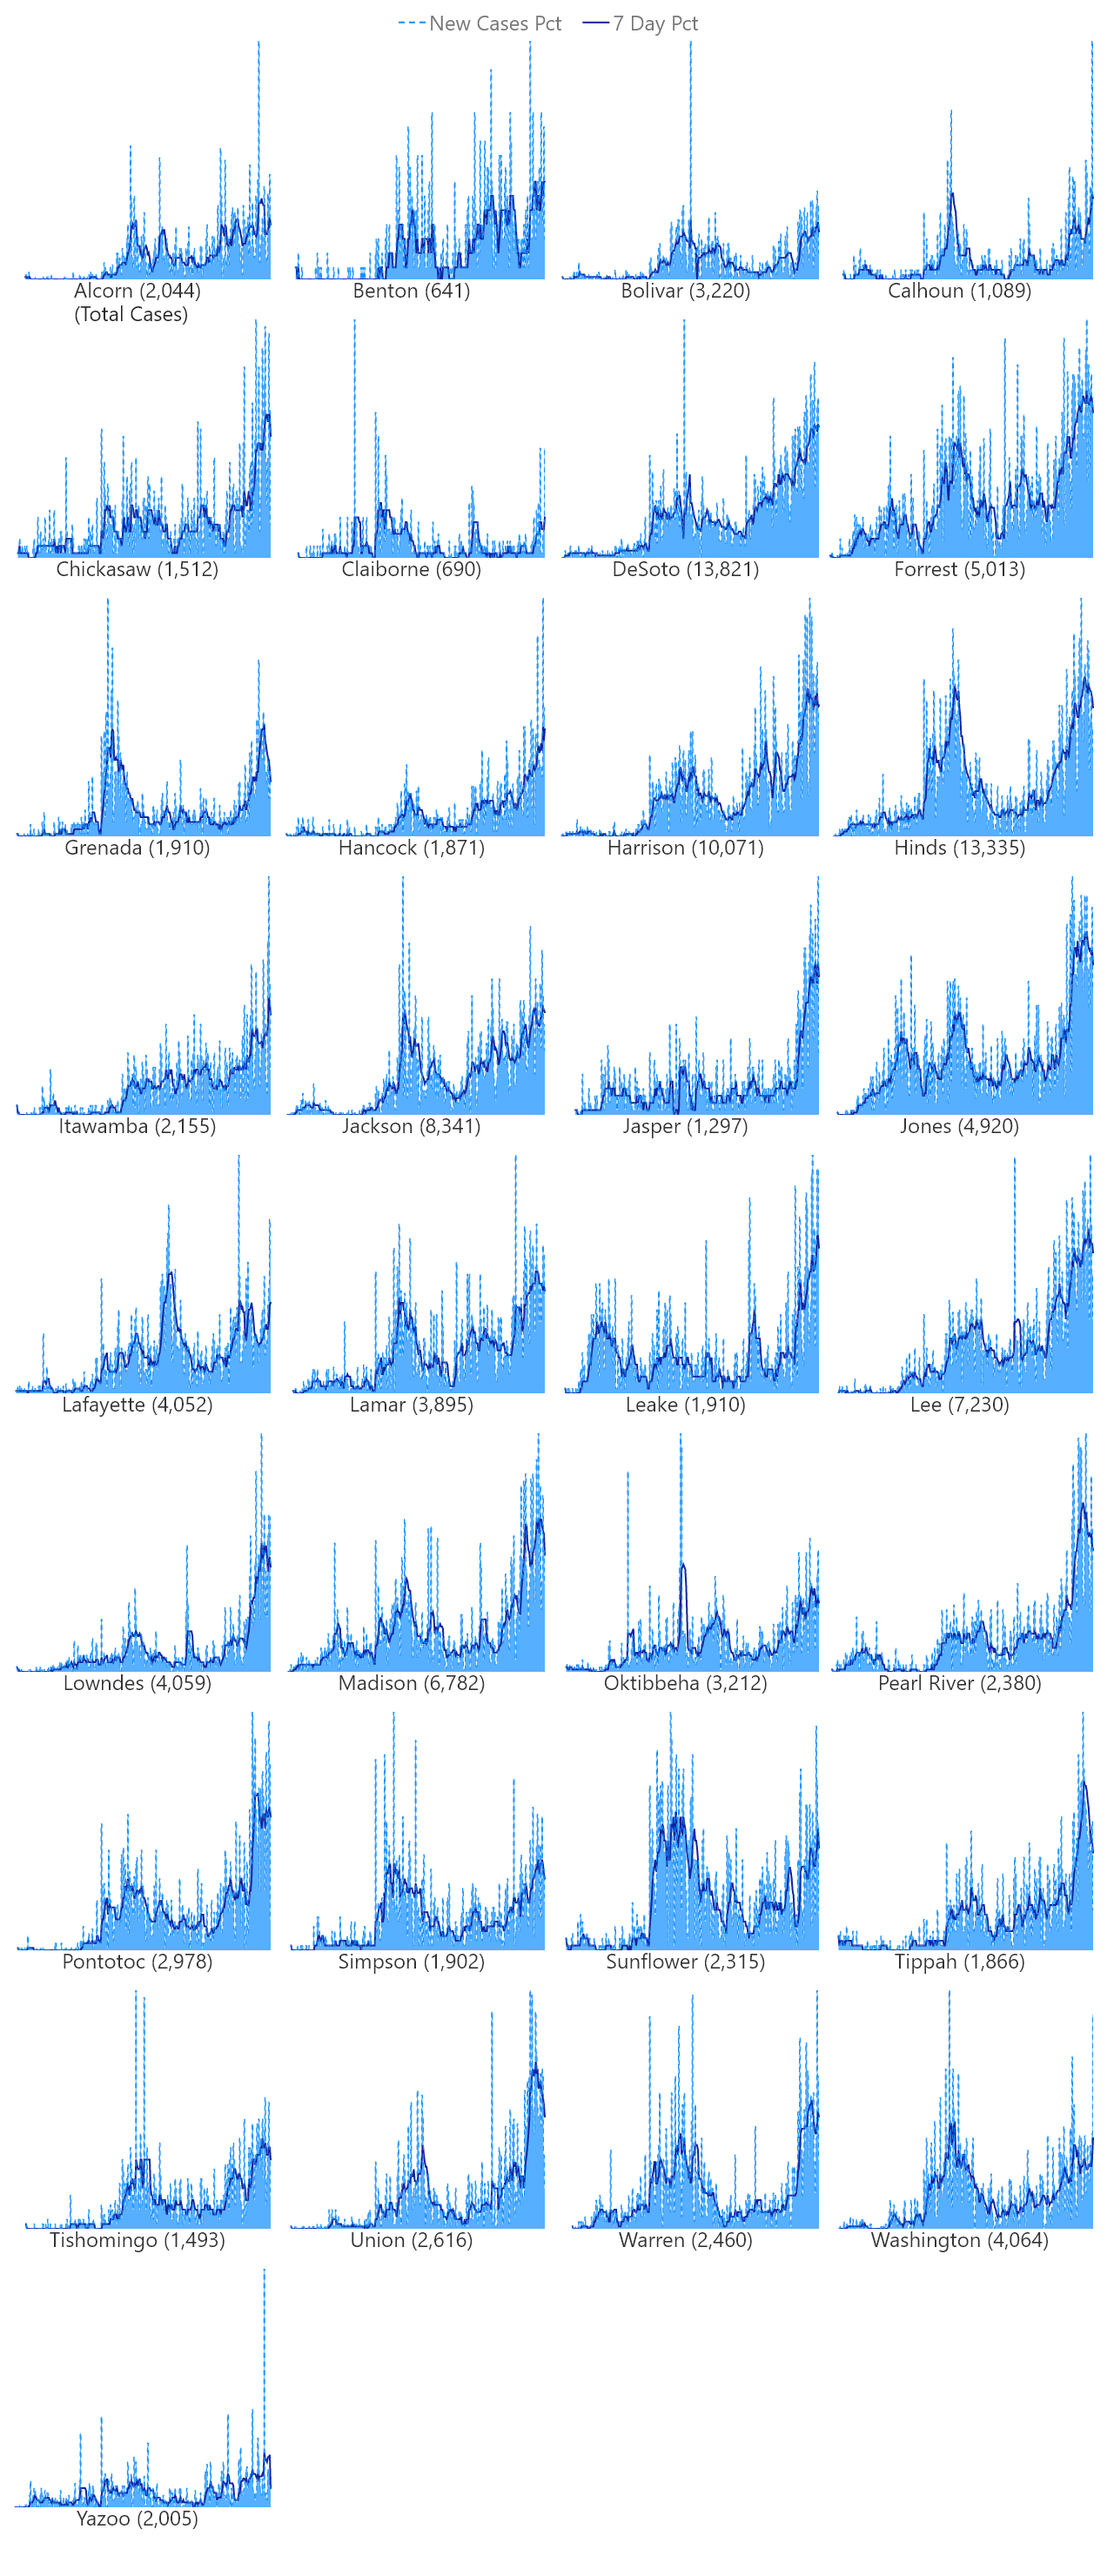 New Cases Pct 7 Day Pct
Alcorn (2,044) Benton (641) Bolivar (3,220) Calhoun (1,089)
(Total Cases)
Chickasaw (1,512) Claiborne (690) DeSoto (13,821) Forrest (5,013)
Grenada (1,910) Hancock (1,871) Harrison (10,071) Hinds (13,335)
Itawamba (2,155) Jackson (8,341) Jasper (1,297) Jones (4,920)
Lafayette (4,052) Lamar (3,895) Leake (1,910) Lee (7,230)
Lowndes (4,059) Madison (6,782) Oktibbeha (3,212) Pearl River (2,380)
Pontotoc (2,978) Simpson (1,902) Sunflower (2,315) Tippah (1,866)
Tishomingo (1,493) Union (2,616) Warren (2,460) Washington (4,064)
Yazoo (2,005)